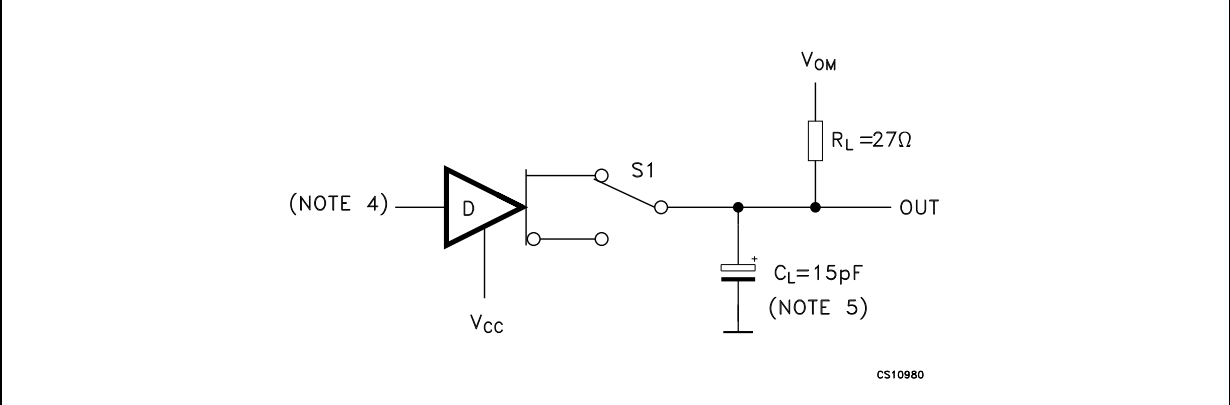 VOM
RL =27Ω
S1
(NOTE 4)
D
OUT
+
CL=15pF
(NOTE 5)
VCC
CS10980